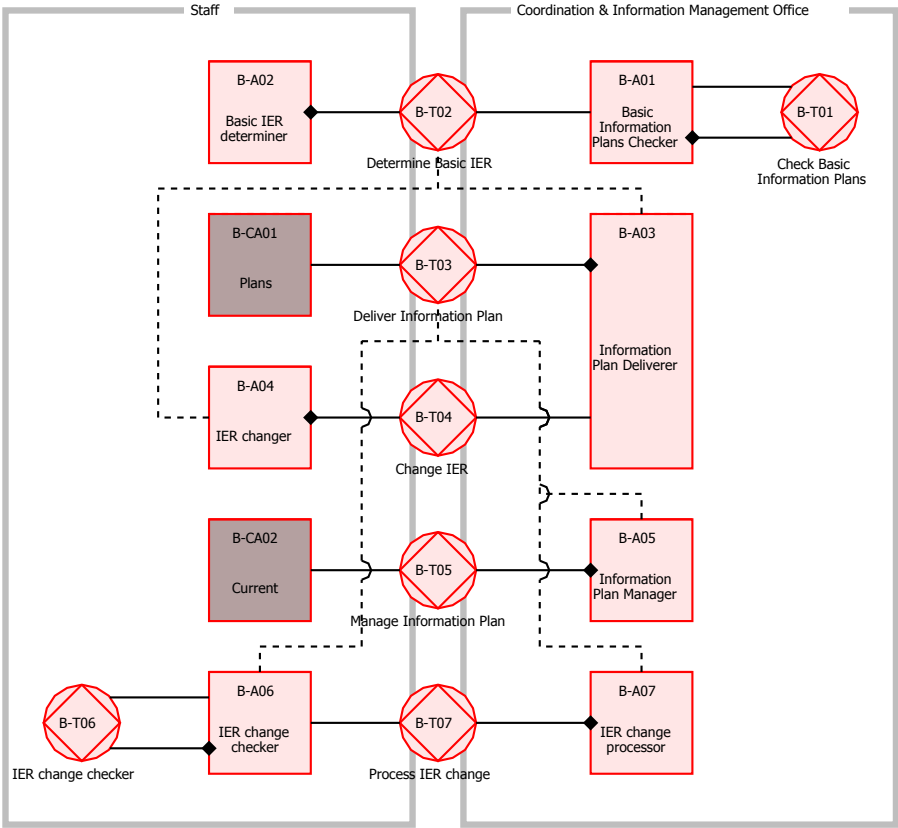 Staff
Coordination & Information Management Office
B-A02
Basic IER
determiner
B-T02
Determine Basic IER
B-A01
Basic
Information
Plans Checker
B-T01
Check Basic
Information Plans
B-CA01
Plans
B-T03
Deliver Information Plan
B-A03
Information
Plan Deliverer
B-A04
IER changer
B-T04
Change IER
B-CA02
Current
B-T05
Manage Information Plan
B-A05
Information
Plan Manager
B-T06
IER change checker
B-A06
IER change
checker
B-T07
Process IER change
B-A07
IER change
processor